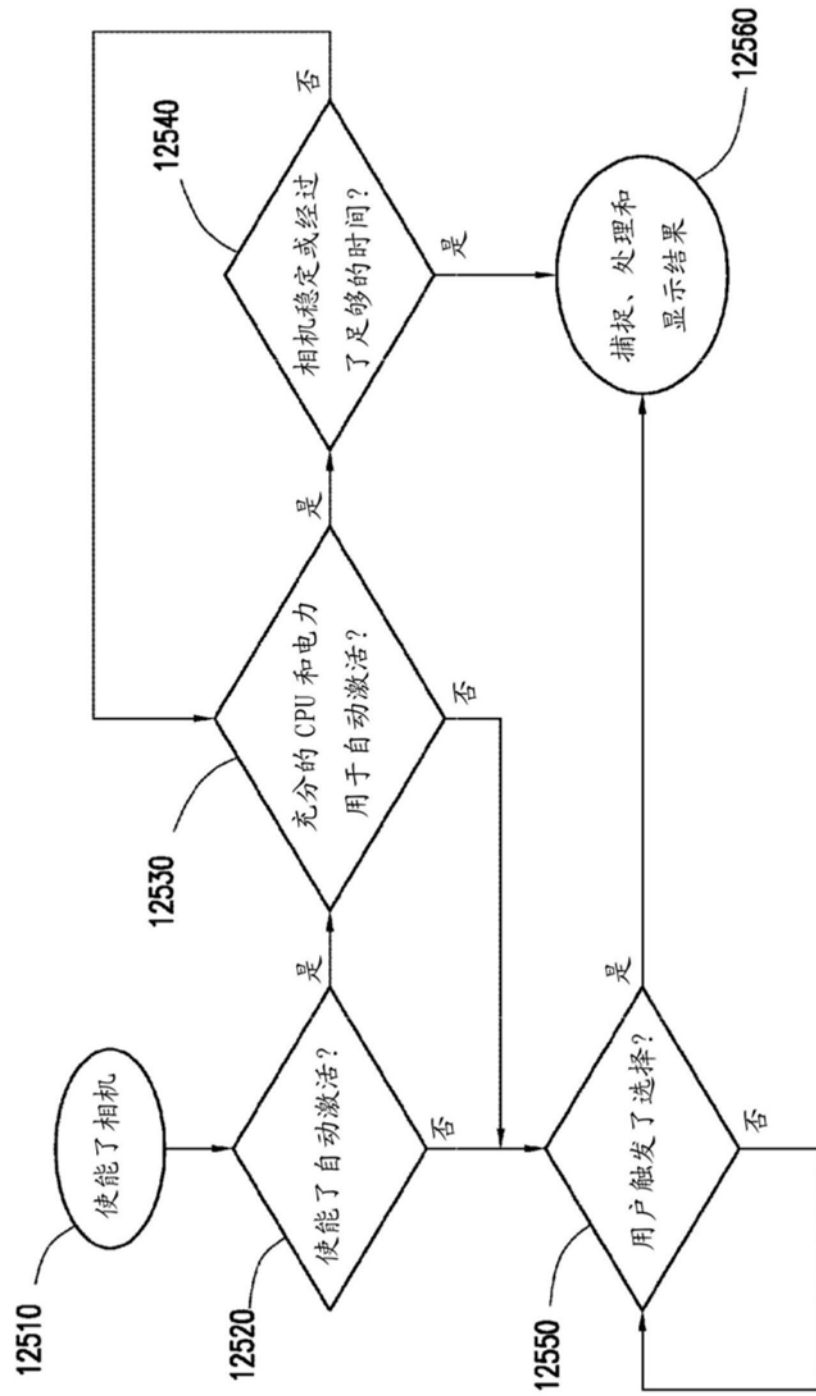 12510
使能了相机
12520
使能了自动激活?
是
否
12530
充分的 CPU 和电力
用于自动激活?
是
否
12540
相机稳定或经过
了足够的时间?
否
是
12550
用户触发了选择?
是
否
12560
捕捉、处理和
显示结果